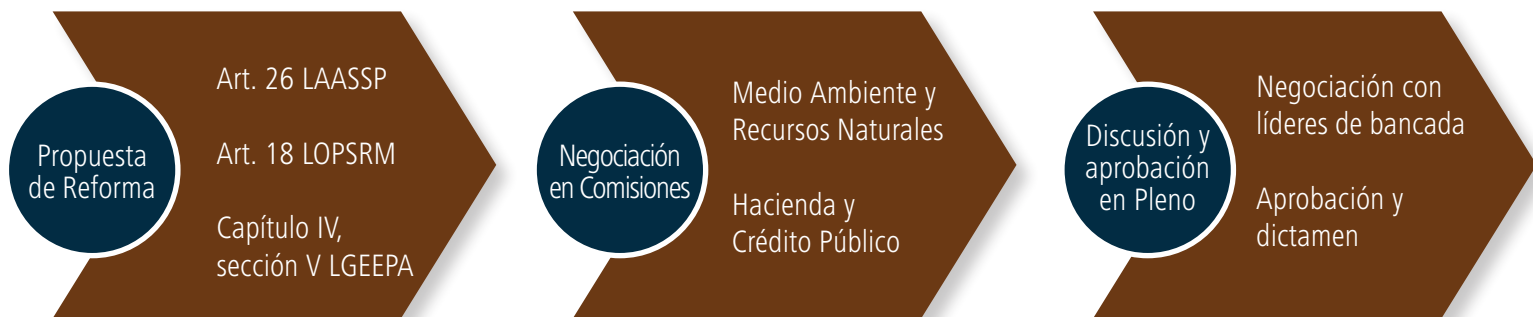 Propuesta
de Reforma
Art. 26 LAASSP
Art. 18 LOPSRM
Capítulo IV,
sección V LGEEPA
Negociación
en Comisiones
Medio Ambiente y
Recursos Naturales
Hacienda y
Crédito Público
Discusión y
aprobación
en Pleno
Negociación con
líderes de bancada
Aprobación y
dictamen